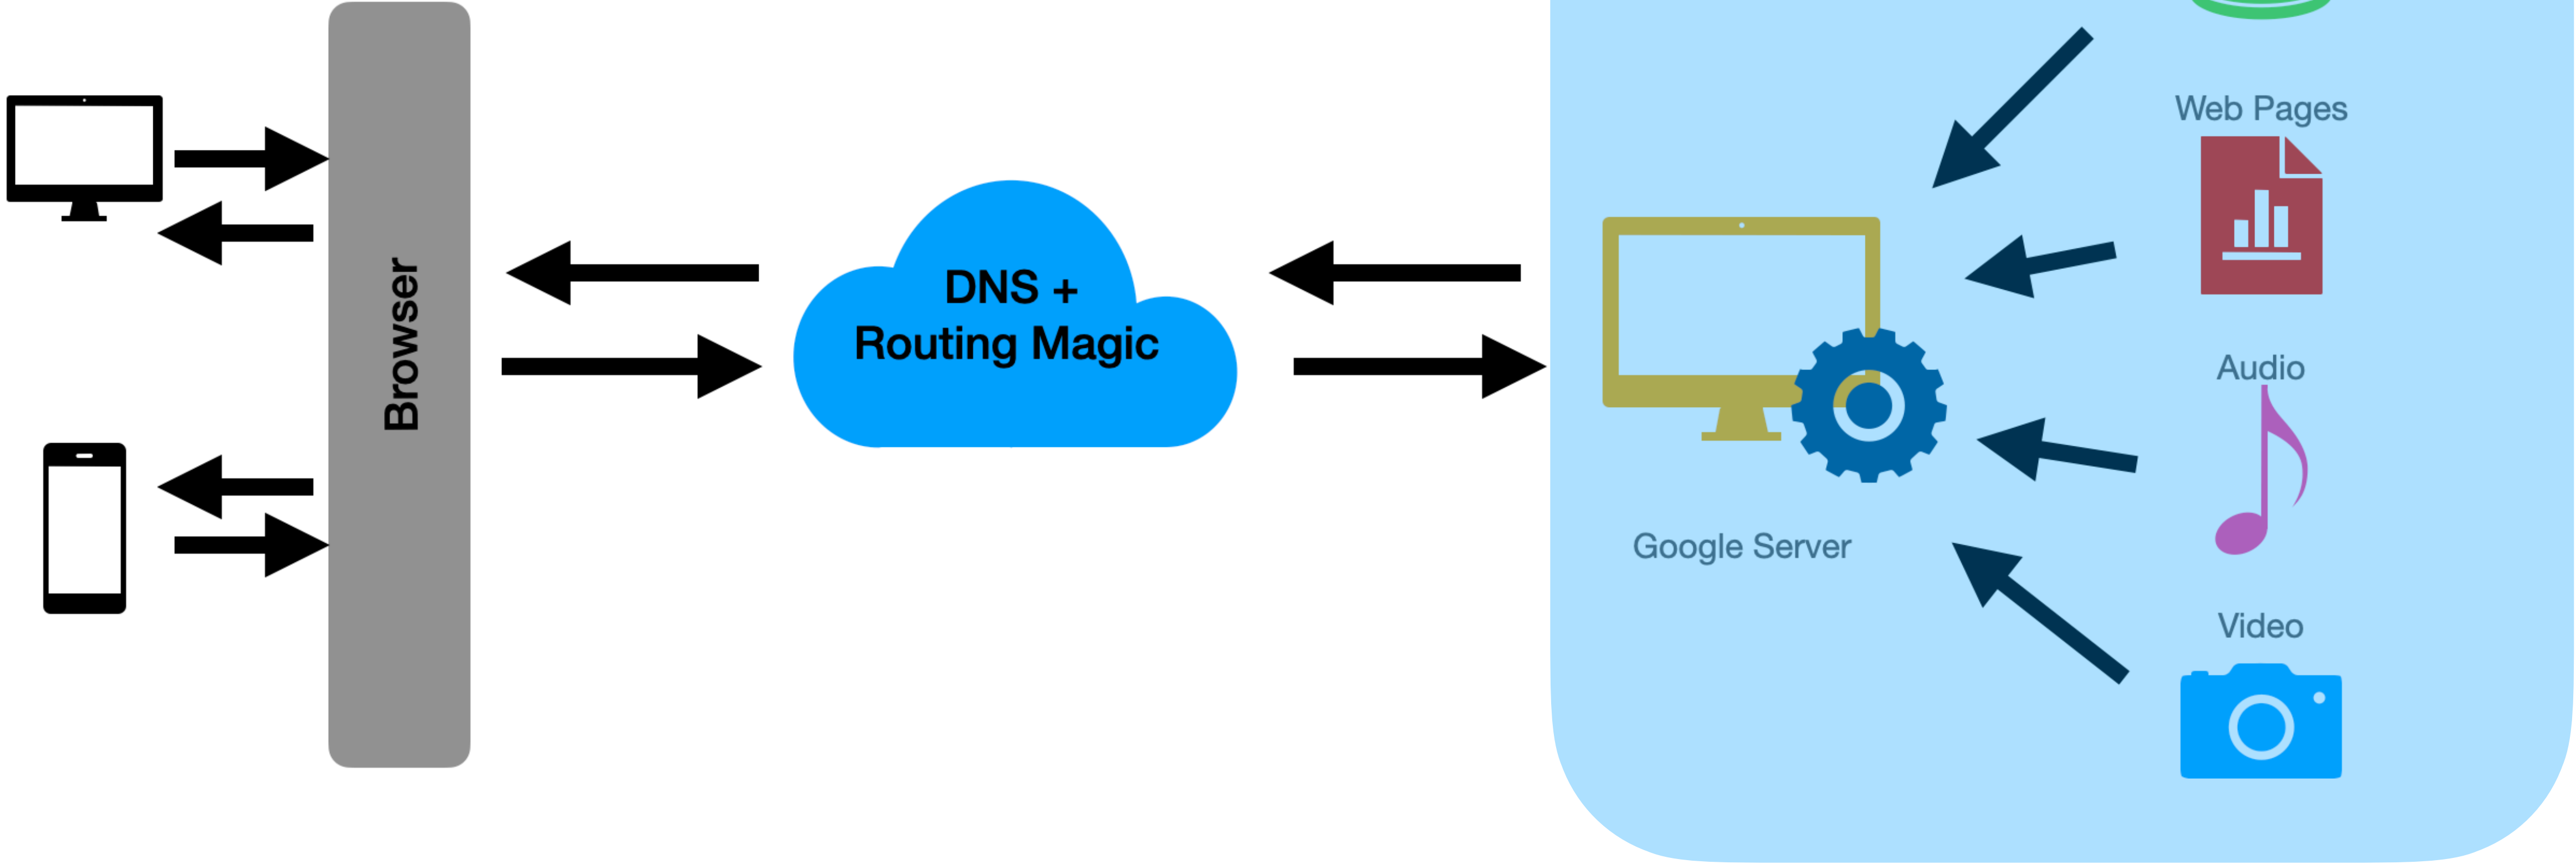 Browser
DNS +
Routing Magic
Google Server
Web Pages
Audio
Video